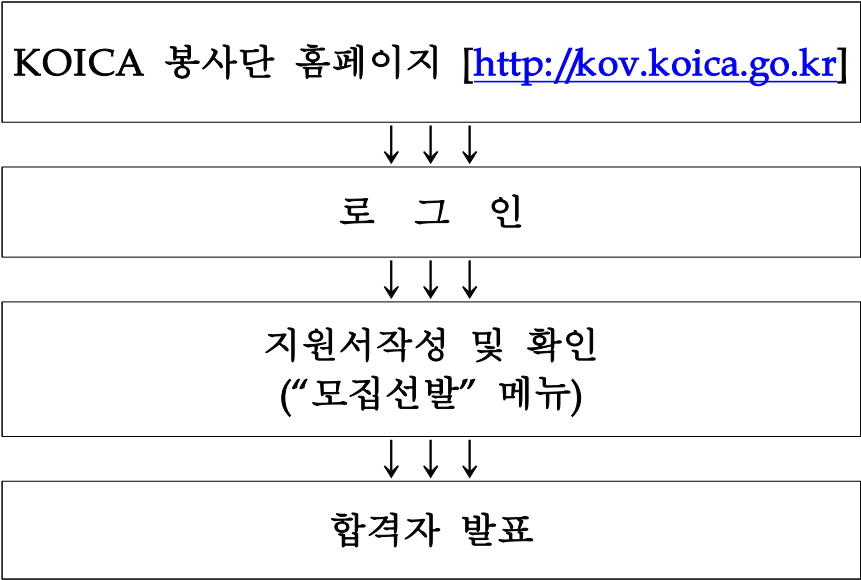 KOICA 봉사단 홈페이지 [http://kov.koica.go.kr]
↓ ↓ ↓
로 그 인
↓ ↓ ↓
지원서작성 및 확인
(“모집선발” 메뉴)
↓ ↓ ↓
합격자 발표